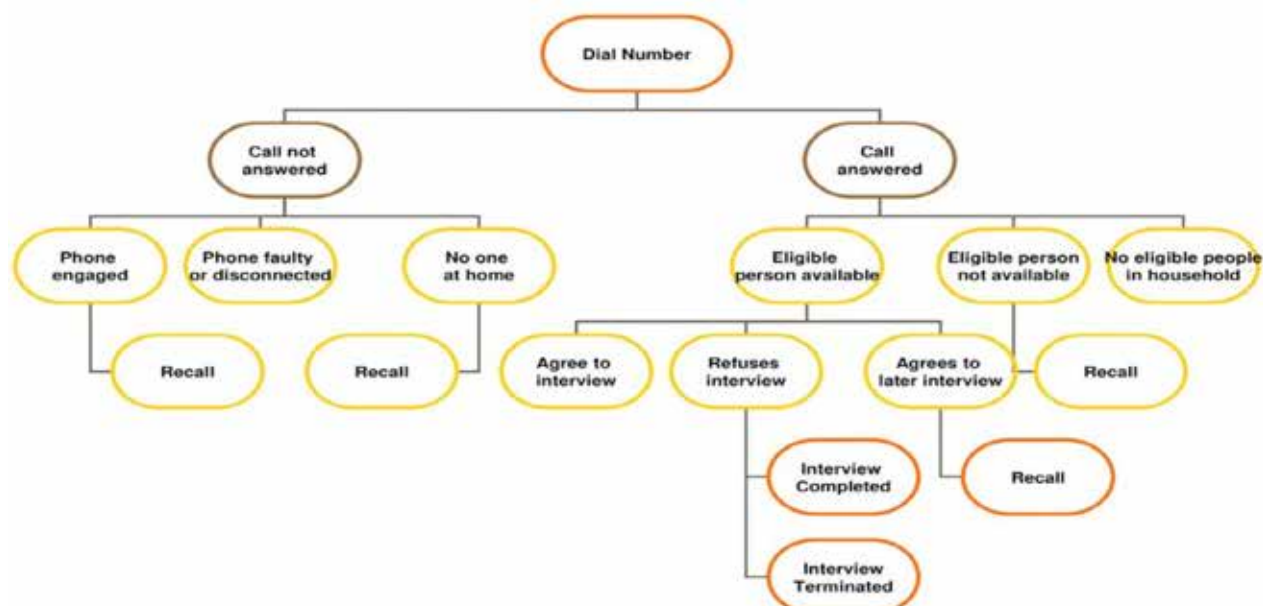 Dial Number
Call not
answered
Call
answered
Phone
engaged
Phone faulty
or disconnected
No one
at home
Eligible
person available
Eligible person
not available
No eligible people
in household
Recall
Recall
Agree to
interview
Refuses
interview
Agrees to
later interview
Recall
Interview
Completed
Recall
Interview
Terminated